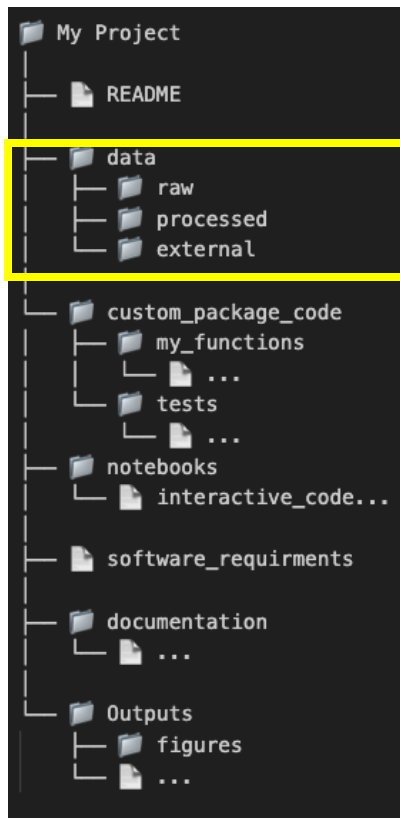 My Project
README
data
raw
processed
external
custom_package_code
my_functions
...
tests
...
notebooks
interactive_code...
software_requirments
documentation
...
Outputs
figures
...